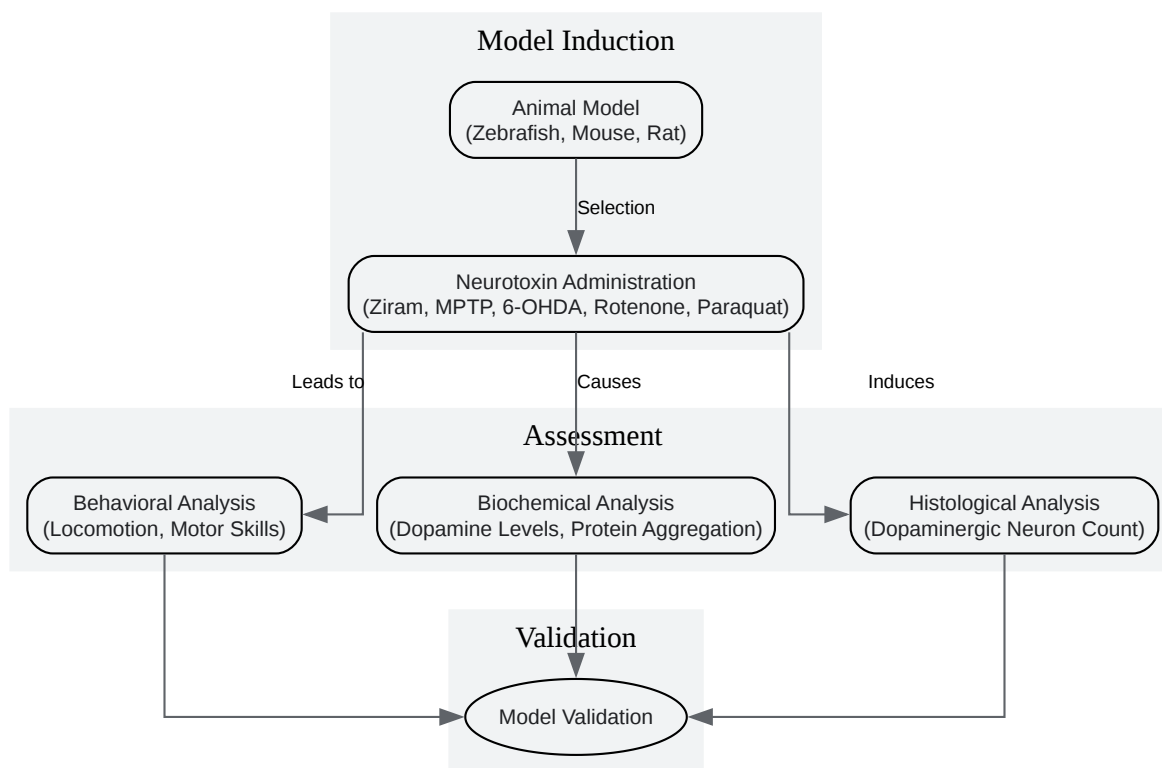 Model Induction
Animal Model
(Zebrafish, Mouse, Rat)
Selection
Neurotoxin Administration
(Ziram, MPTP, 6-OHDA, Rotenone, Paraquat)
Leads to
Causes
Induces
Assessment
Behavioral Analysis
(Locomotion, Motor Skills)
Biochemical Analysis
(Dopamine Levels, Protein Aggregation)
Histological Analysis
(Dopaminergic Neuron Count)
Validation
Model Validation